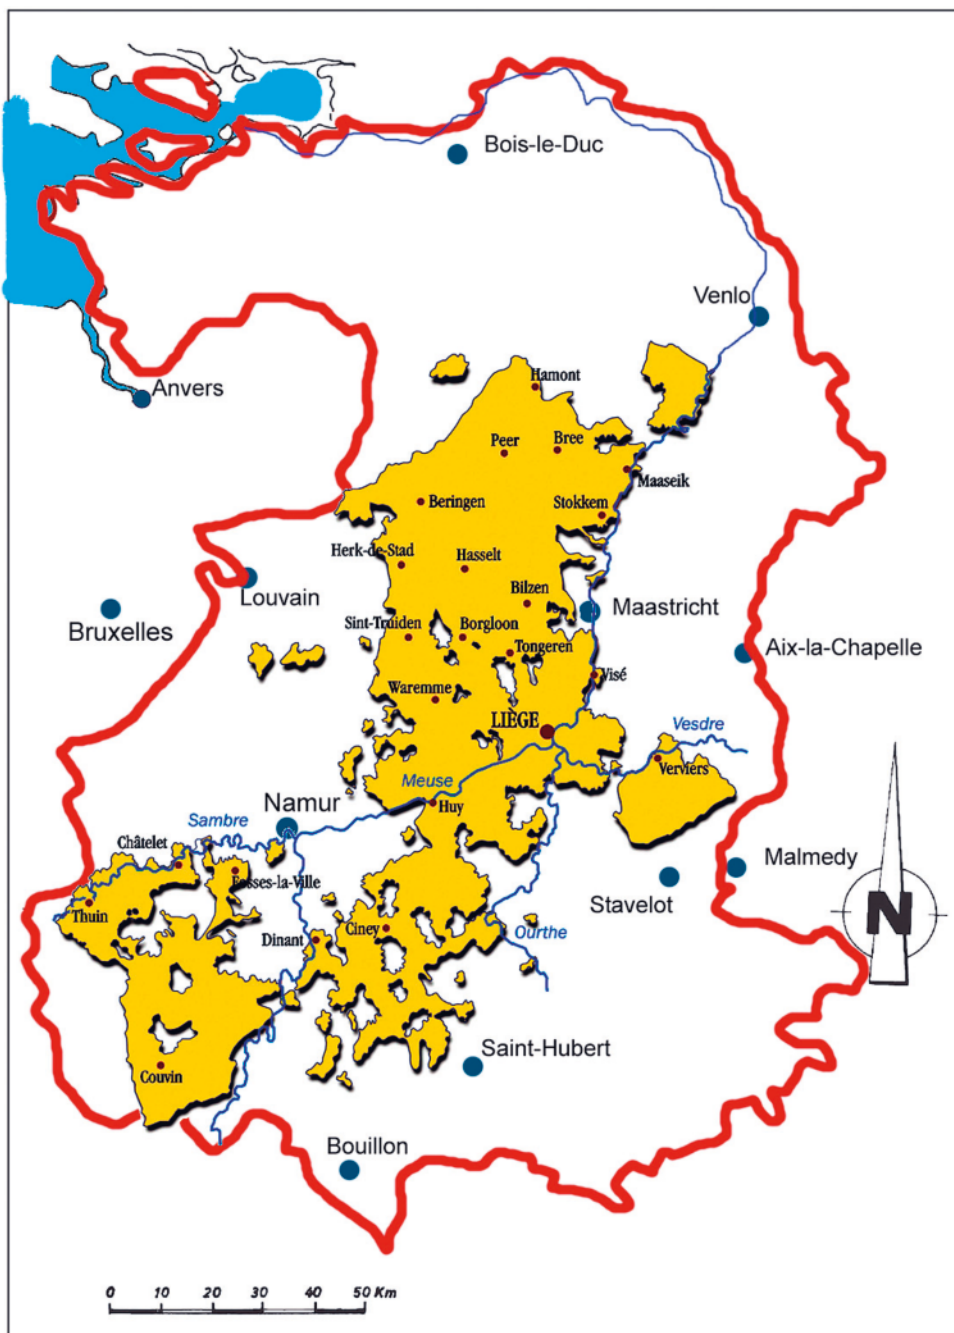 Bois-le-Duc
Venlo
Anvers
Hamont
Peer
Bree
Maaseik
Beringen
Stokkem
Herk-de-Stad
Hasselt
Louvain
Bilzen
Maastricht
Bruxelles
Sint-Truiden
Borgloon
Tongeren
Aix-la-Chapelle
Visé
Waremme
LIÈGE
Vesdre
Verviers
Meuse
Huy
Namur
Sambre
Châtelet
Malmedy
Fosses-la-Ville
Stavelot
Thuin
N
Dinant
Ciney
Ourthe
Saint-Hubert
Couvin
Bouillon
0 10 20 30 40 50 Km